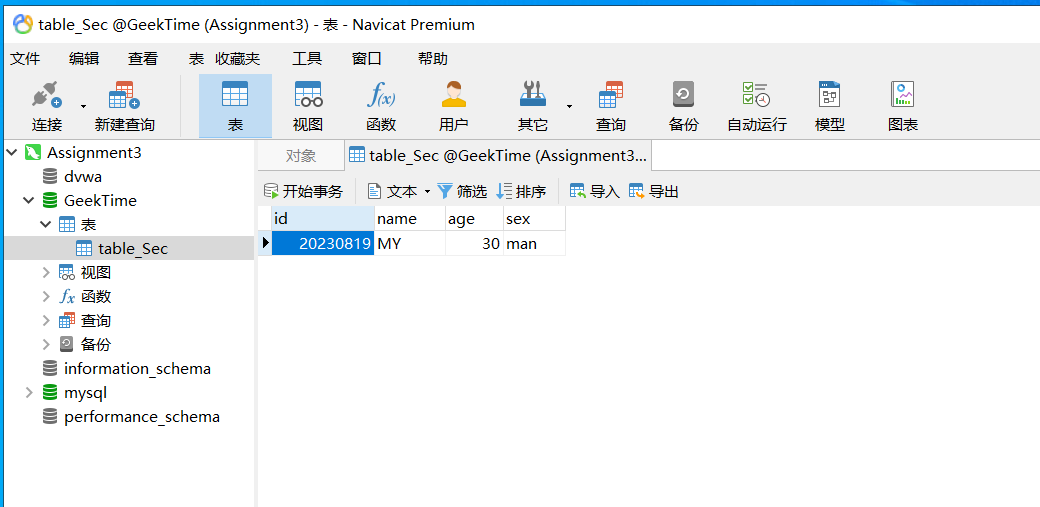 table_Sec @GeekTime (Assignment3) - 表 - Navicat Premium
文件 编辑 查看 表 收藏夹 工具 窗口 帮助
连接 新建查询 表 视图 函数 用户 其它 查询 备份 自动运行 模型 图表
Assignment3
dvwa
GeekTime
表
table_Sec
视图
函数
查询
备份
information_schema
mysql
performance_schema
对象 table_Sec @GeekTime (Assignment3...
开始事务 文本 筛选 排序 导入 导出
id name age sex
20230819 MY 30 man